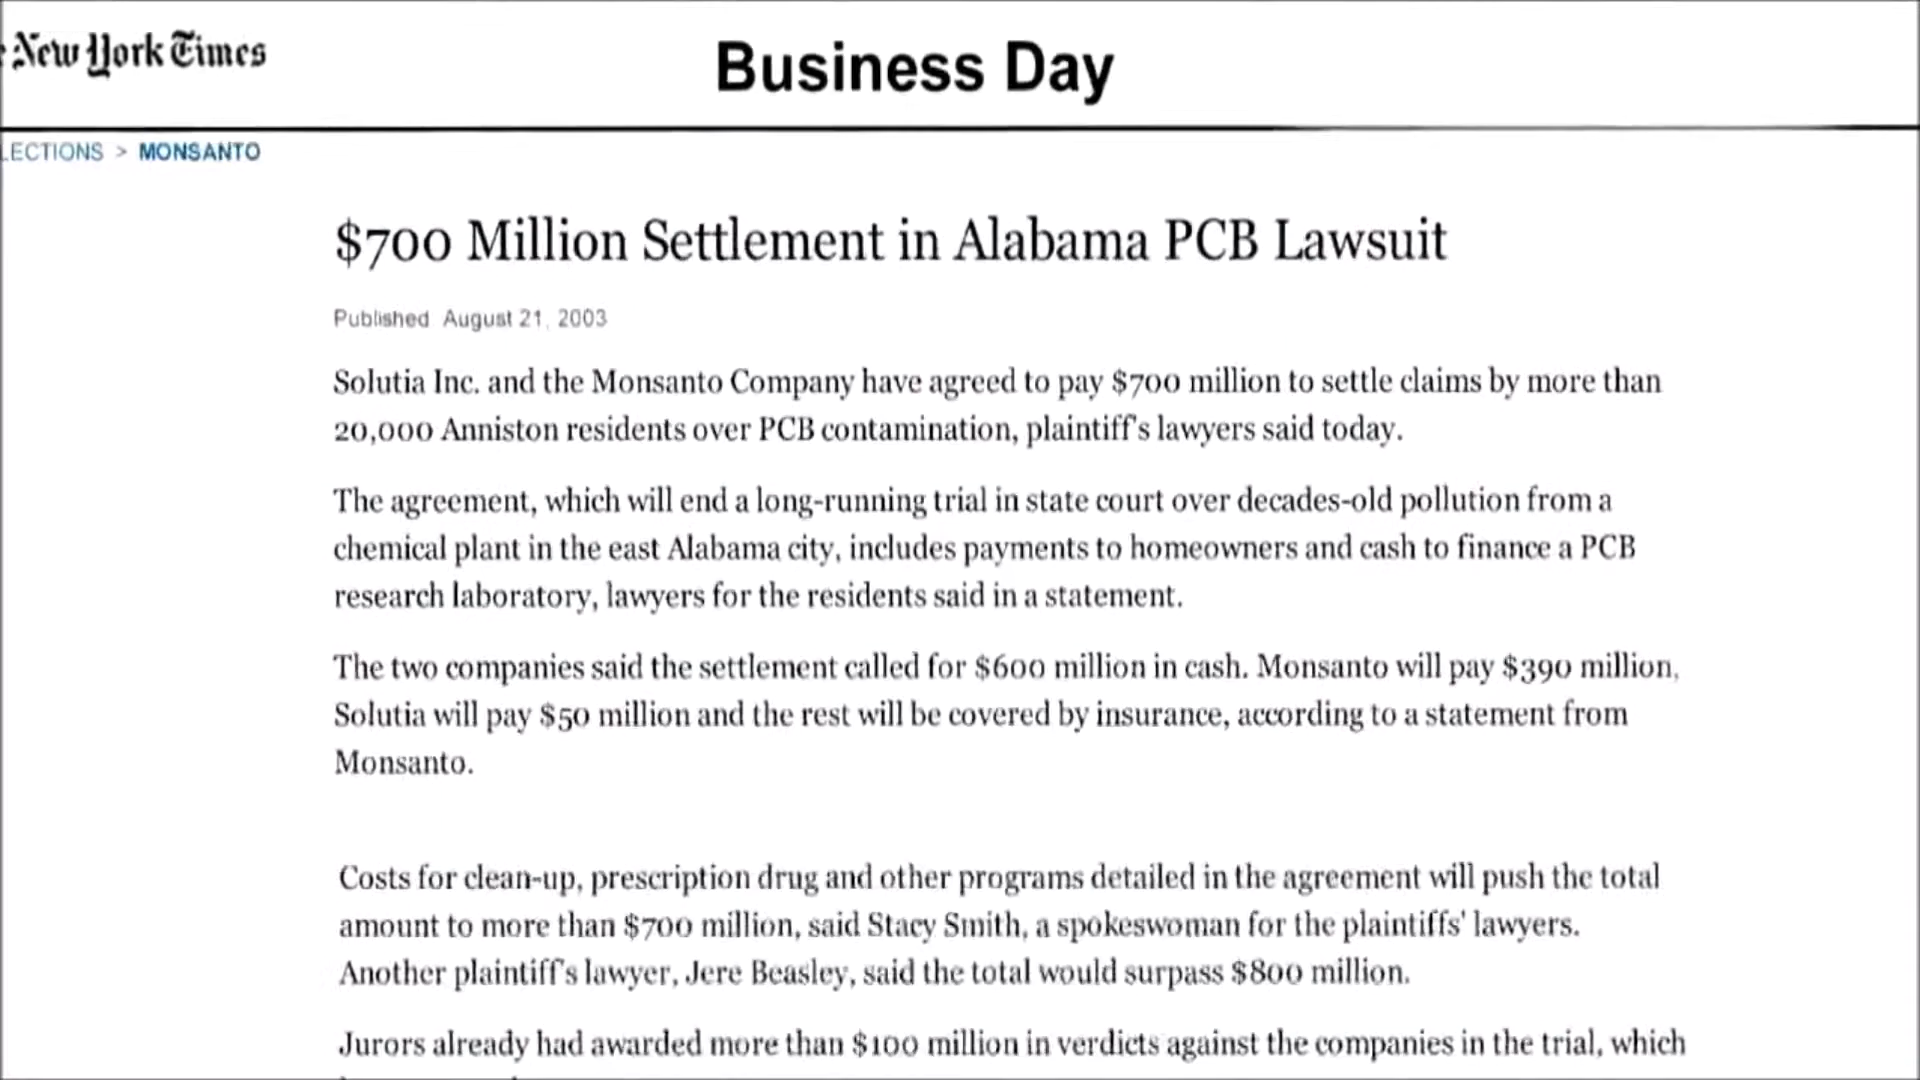 New York Times
Business Day
LECTIONS > MONSANTO
$700 Million Settlement in Alabama PCB Lawsuit
Published August 21, 2003
Solutia Inc. and the Monsanto Company have agreed to pay $700 million to settle claims by more than
20,000 Anniston residents over PCB contamination, plaintiff's lawyers said today.
The agreement, which will end a long-running trial in state court over decades-old pollution from a
chemical plant in the east Alabama city, includes payments to homeowners and cash to finance a PCB
research laboratory, lawyers for the residents said in a statement.
The two companies said the settlement called for $600 million in cash. Monsanto will pay $390 million,
Solutia will pay $50 million and the rest will be covered by insurance, according to a statement from
Monsanto.
Costs for clean-up, prescription drug and other programs detailed in the agreement will push the total
amount to more than $700 million, said Stacy Smith, a spokeswoman for the plaintiffs' lawyers.
Another plaintiff's lawyer, Jere Beasley, said the total would surpass $800 million.
Jurors already had awarded more than $100 million in verdicts against the companies in the trial, which